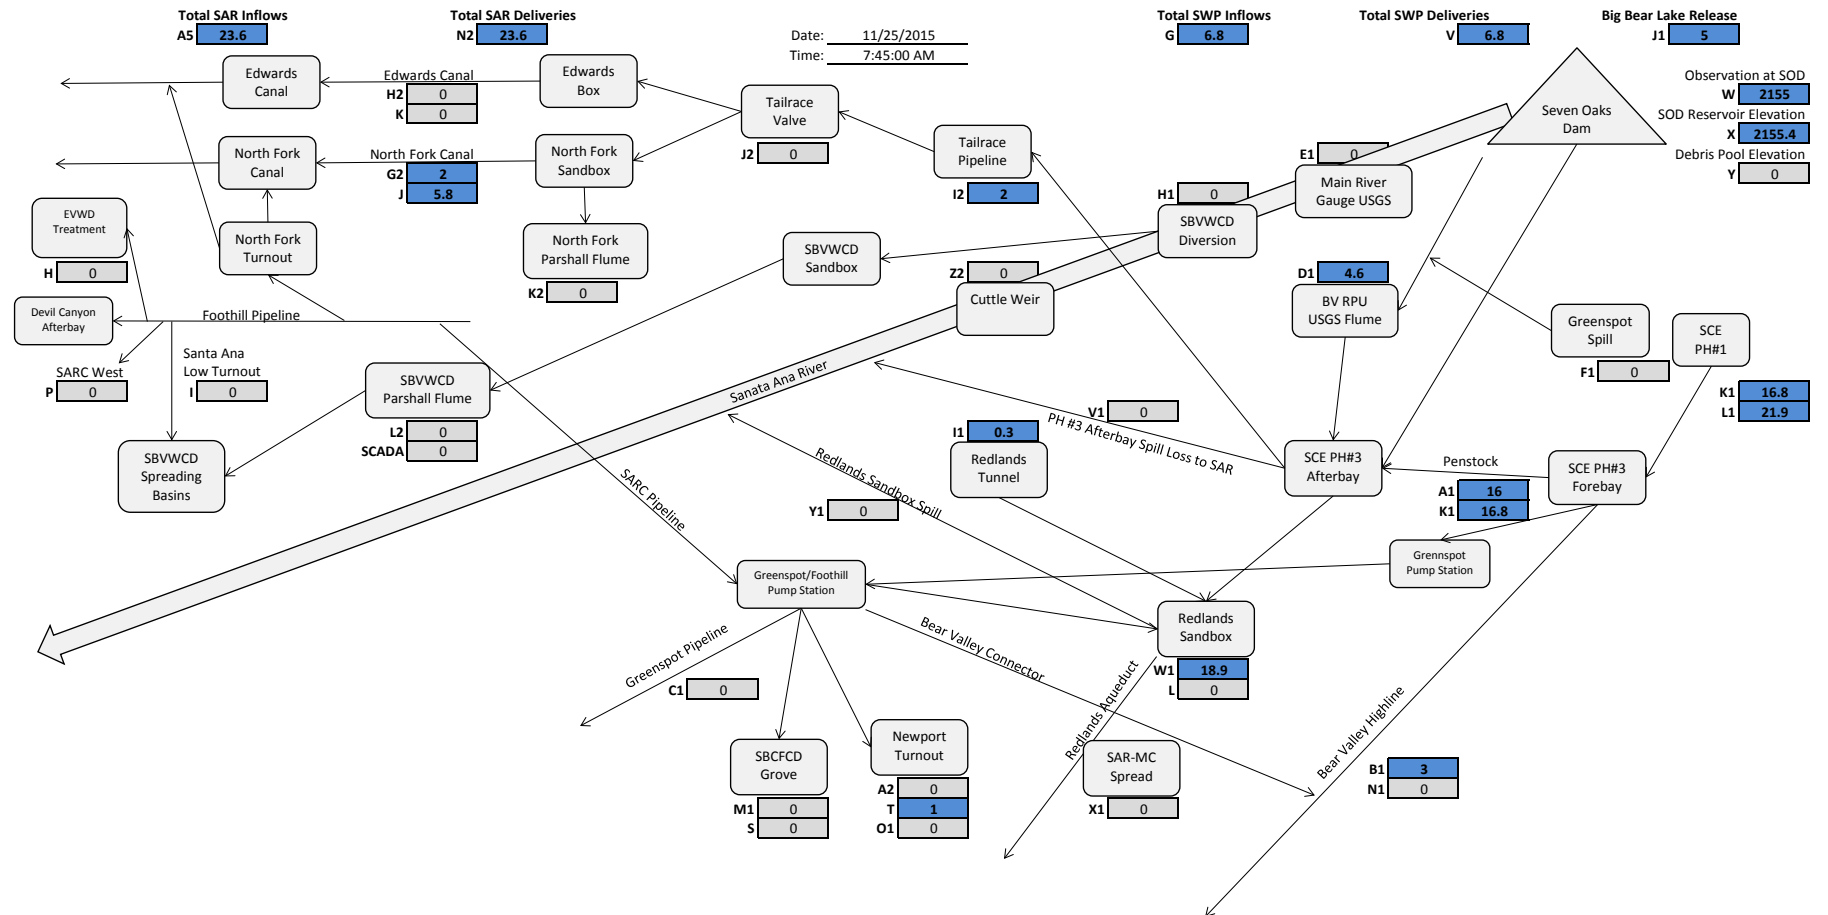 Total SAR Inflows
A5 23.6
Total SAR Deliveries
N2 23.6
Date: 11/25/2015
Time: 7:45:00 AM
Total SWP Inflows
G 6.8
Total SWP Deliveries
V 6.8
Big Bear Lake Release
J1 5
Edwards
Canal
Edwards Canal
H2 0
K 0
Edwards
Box
Tailrace
Valve
J2 0
Tailrace
Pipeline
I2 2
Seven Oaks
Dam
Observation at SOD
W 2155
SOD Reservoir Elevation
X 2155.4
Debris Pool Elevation
Y 0
North Fork
Canal
North Fork Canal
G2 2
J 5.8
North Fork
Sandbox
E1 0
Main River
Gauge USGS
H1 0
SBVWCD
Diversion
EVWD
Treatment
H 0
North Fork
Turnout
North Fork
Parshall Flume
K2 0
SBVWCD
Sandbox
Z2 0
Cuttle Weir
D1 4.6
BV RPU
USGS Flume
Greenspot
Spill
F1 0
SCE
PH#1
K1 16.8
L1 21.9
Devil Canyon
Afterbay
Foothill Pipeline
SARC West
P 0
Santa Ana
Low Turnout
I 0
SBVWCD
Parshall Flume
L2 0
SCADA 0
Sanata Ana River
V1 0
PH #3 Afterbay Spill Loss to SAR
I1 0.3
Redlands
Tunnel
SBVWCD
Spreading
Basins
SARC Pipeline
Redlands Sandbox Spill
Y1 0
SCE PH#3
Afterbay
Penstock
A1 16
K1 16.8
SCE PH#3
Forebay
Grennspot
Pump Station
Greenspot/Foothill
Pump Station
Redlands
Sandbox
W1 18.9
L 0
Greenspot Pipeline
C1 0
Bear Valley Connector
Redlands Aqueduct
Bear Valley Highline
SBCFCD
Grove
M1 0
S 0
Newport
Turnout
A2 0
T 1
O1 0
SAR-MC
Spread
X1 0
B1 3
N1 0